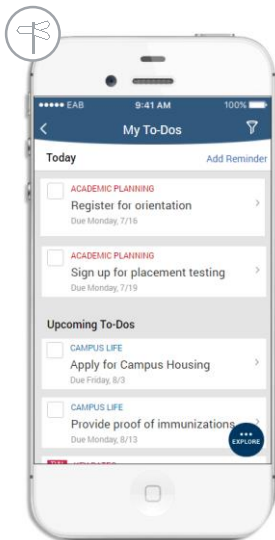 EAB 9:41 AM 100%
My To-Dos
Today Add Reminder
ACADEMIC PLANNING
Register for orientation
Due Monday, 7/16
ACADEMIC PLANNING
Sign up for placement testing
Due Monday, 7/19
Upcoming To-Dos
CAMPUS LIFE
Apply for Campus Housing
Due Friday, 8/3
CAMPUS LIFE
Provide proof of immunizations
Due Monday, 8/13
EXPLORE